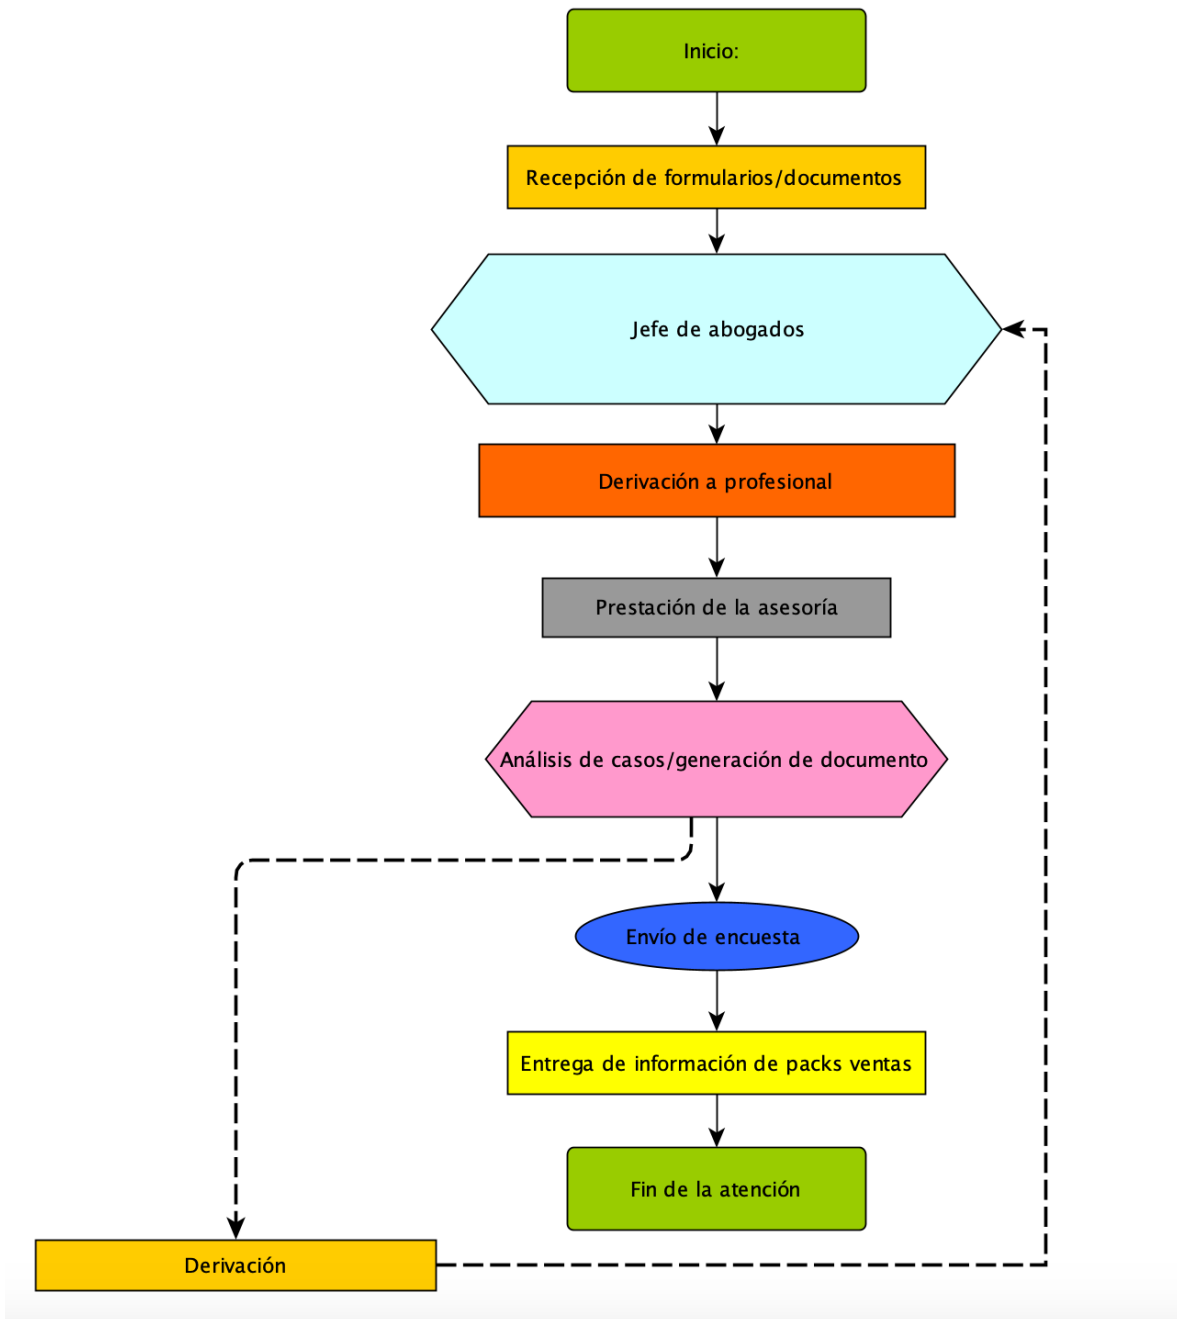 Inicio:
Recepción de formularios/documentos
Jefe de abogados
Derivación a profesional
Prestación de la asesoría
Análisis de casos/generación de documento
Envío de encuesta
Entrega de información de packs ventas
Fin de la atención
Derivación